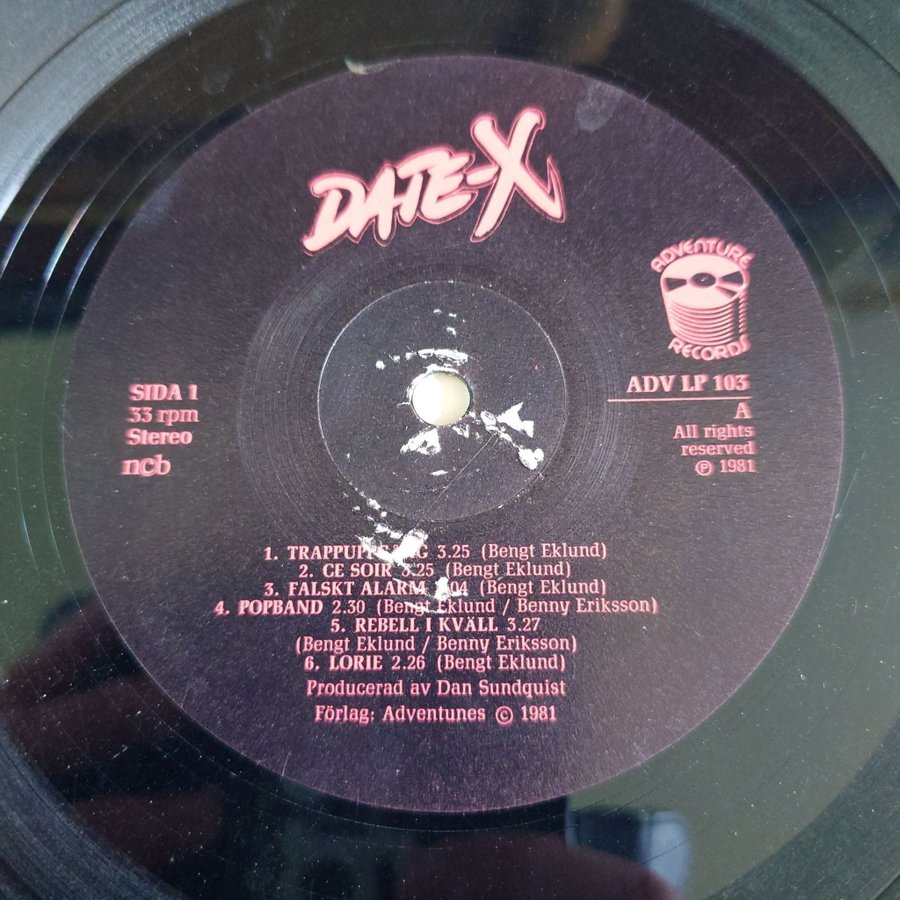 DATE-X
ADVENTURE
RECORDS
SIDA 1
33 rpm
Stereo
ncb
ADV LP 103
A
All rights
reserved
Ⓟ 1981
1. TRAPPUPPGÅNG 3.25 (Bengt Eklund)
2. CE SOIR 3.25 (Bengt Eklund)
3. FALSKT ALARM (Bengt Eklund)
4. POPBAND 2.30 (Bengt Eklund / Benny Eriksson)
5. REBELL I KVÄLL 3.27
(Bengt Eklund / Benny Eriksson)
6. LORIE 2.26 (Bengt Eklund)
Producerad av Dan Sundquist
Förlag: Adventunes © 1981